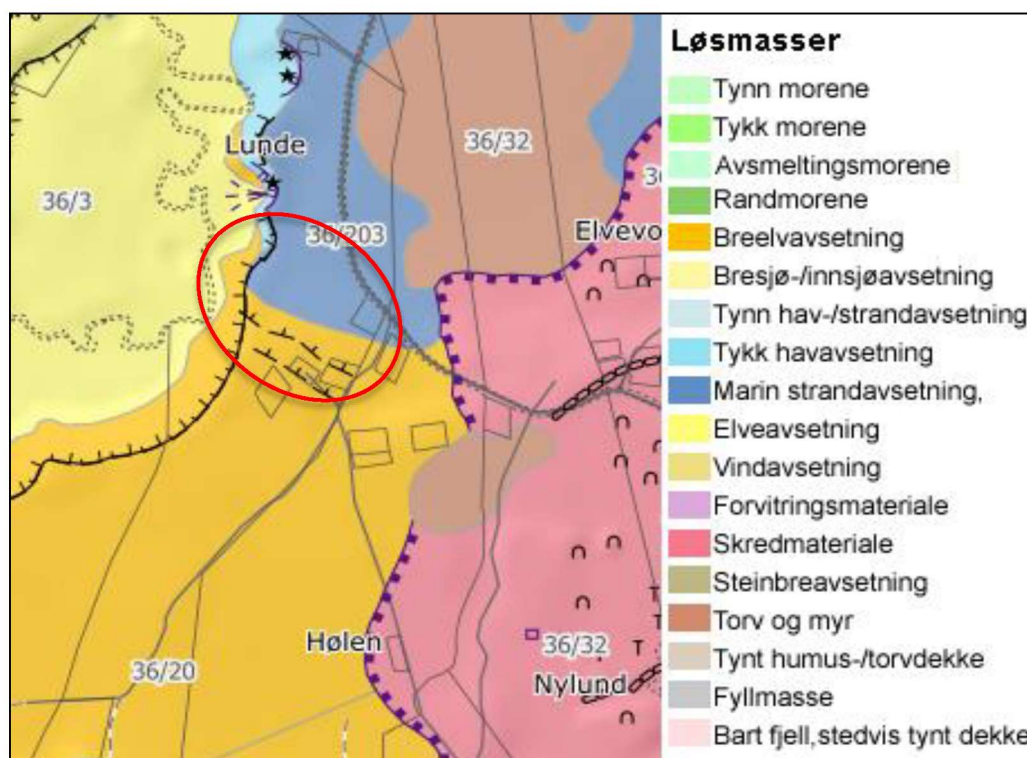 Lunde
36/32
36/3
36/203
Elvevo
36/20
Hølen
36/32
Nylund
T
T
T
Løsmasser
Tynn morene
Tykk morene
Avsmeltingsmorene
Randmorene
Breelvavsetning
Bresjø-/innsjøavsetning
Tynn hav-/strandavsetning
Tykk havavsetning
Marin strandavsetning,
Elveavsetning
Vindavsetning
Forvitringsmateriale
Skredmateriale
Steinbreavsetning
Torv og myr
Tynt humus-/torvdekke
Fyllmasse
Bart fjell,stedvis tynt dekke